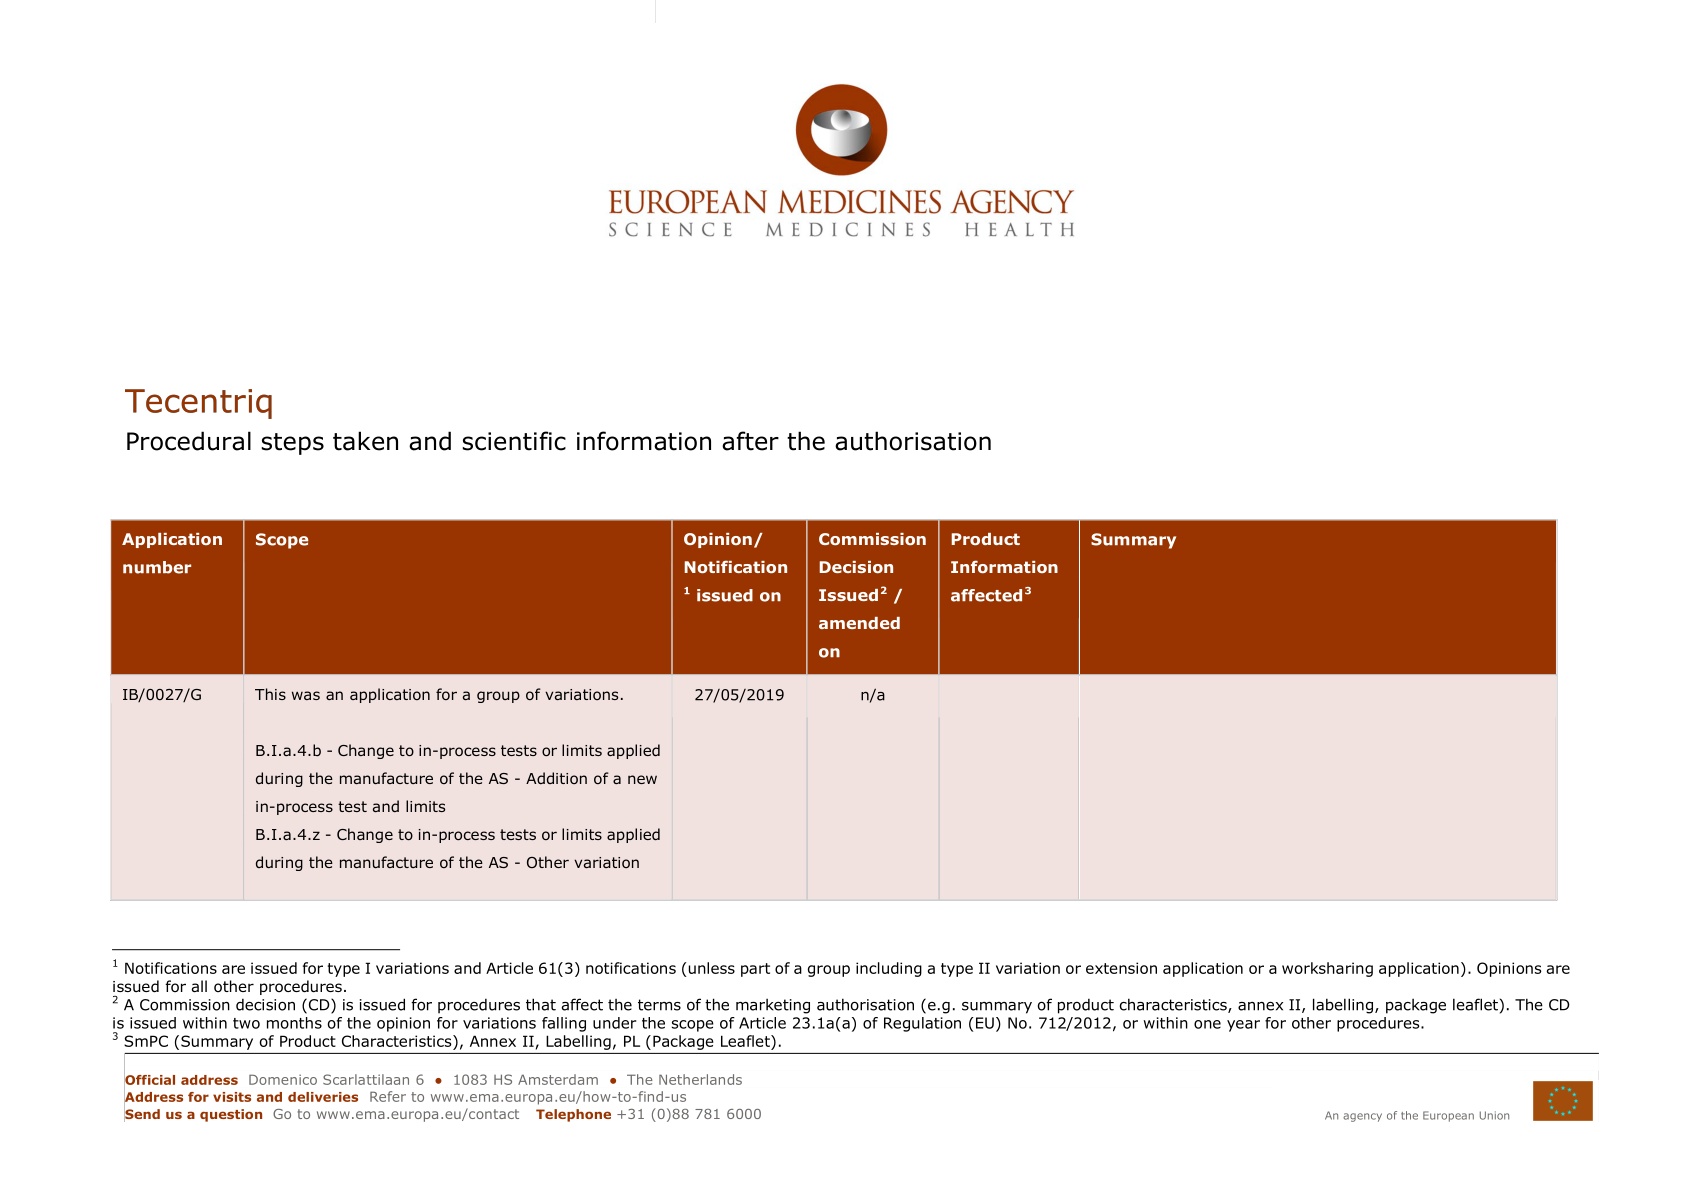 EUROPEAN MEDICINES AGENCY
SCIENCE MEDICINES HEALTH
Tecentriq
Procedural steps taken and scientific information after the authorisation
Application
number
Scope
Opinion/
Notification
1 issued on
Commission
Decision
Issued2 /
amended
on
Product
Information
affected3
Summary
IB/0027/G
This was an application for a group of variations.
B.I.a.4.b - Change to in-process tests or limits applied
during the manufacture of the AS - Addition of a new
in-process test and limits
B.I.a.4.z - Change to in-process tests or limits applied
during the manufacture of the AS - Other variation
27/05/2019
n/a
1 Notifications are issued for type I variations and Article 61(3) notifications (unless part of a group including a type II variation or extension application or a worksharing application). Opinions are
issued for all other procedures.
2 A Commission decision (CD) is issued for procedures that affect the terms of the marketing authorisation (e.g. summary of product characteristics, annex II, labelling, package leaflet). The CD
is issued within two months of the opinion for variations falling under the scope of Article 23.1a(a) of Regulation (EU) No. 712/2012, or within one year for other procedures.
3 SmPC (Summary of Product Characteristics), Annex II, Labelling, PL (Package Leaflet).
Official address Domenico Scarlattilaan 6 ● 1083 HS Amsterdam ● The Netherlands
Address for visits and deliveries Refer to www.ema.europa.eu/how-to-find-us
Send us a question Go to www.ema.europa.eu/contact Telephone +31 (0)88 781 6000
An agency of the European Union